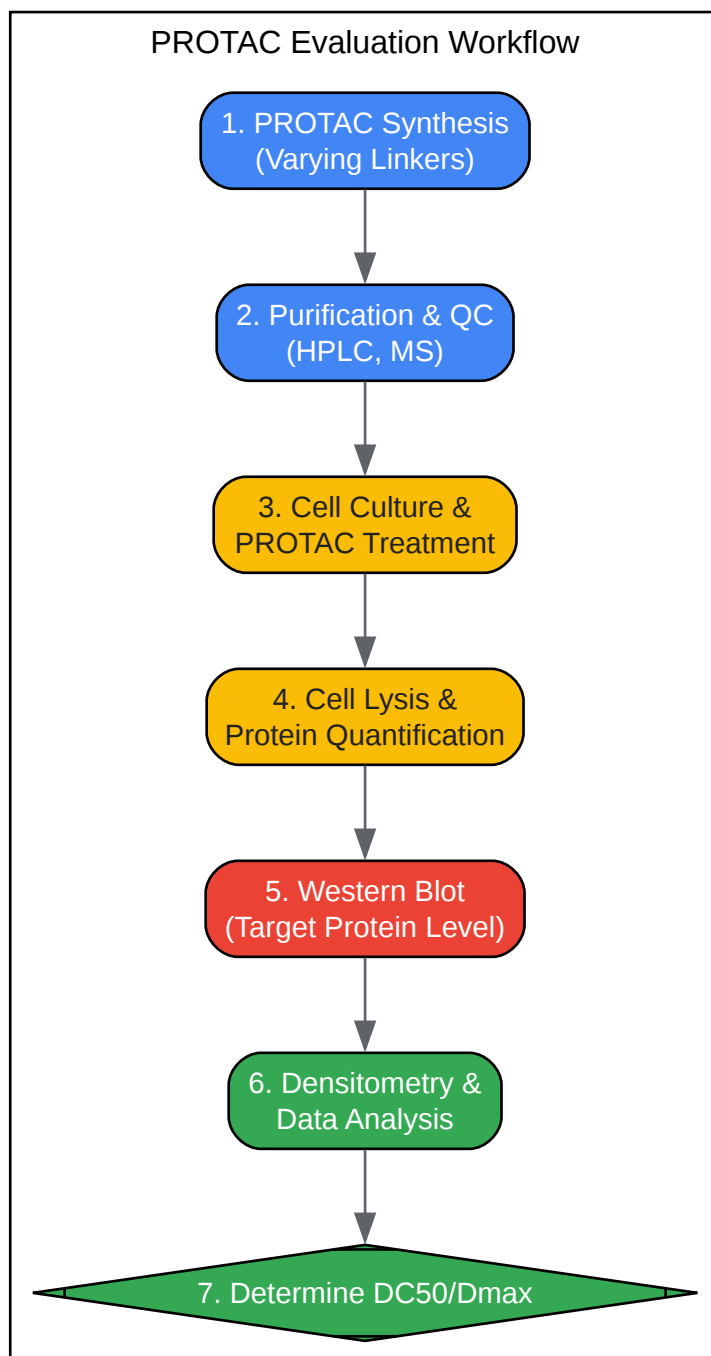 PROTAC Evaluation Workflow
1. PROTAC Synthesis
(Varying Linkers)
2. Purification & QC
(HPLC, MS)
3. Cell Culture &
PROTAC Treatment
4. Cell Lysis &
Protein Quantification
5. Western Blot
(Target Protein Level)
6. Densitometry &
Data Analysis
7. Determine DC50/Dmax